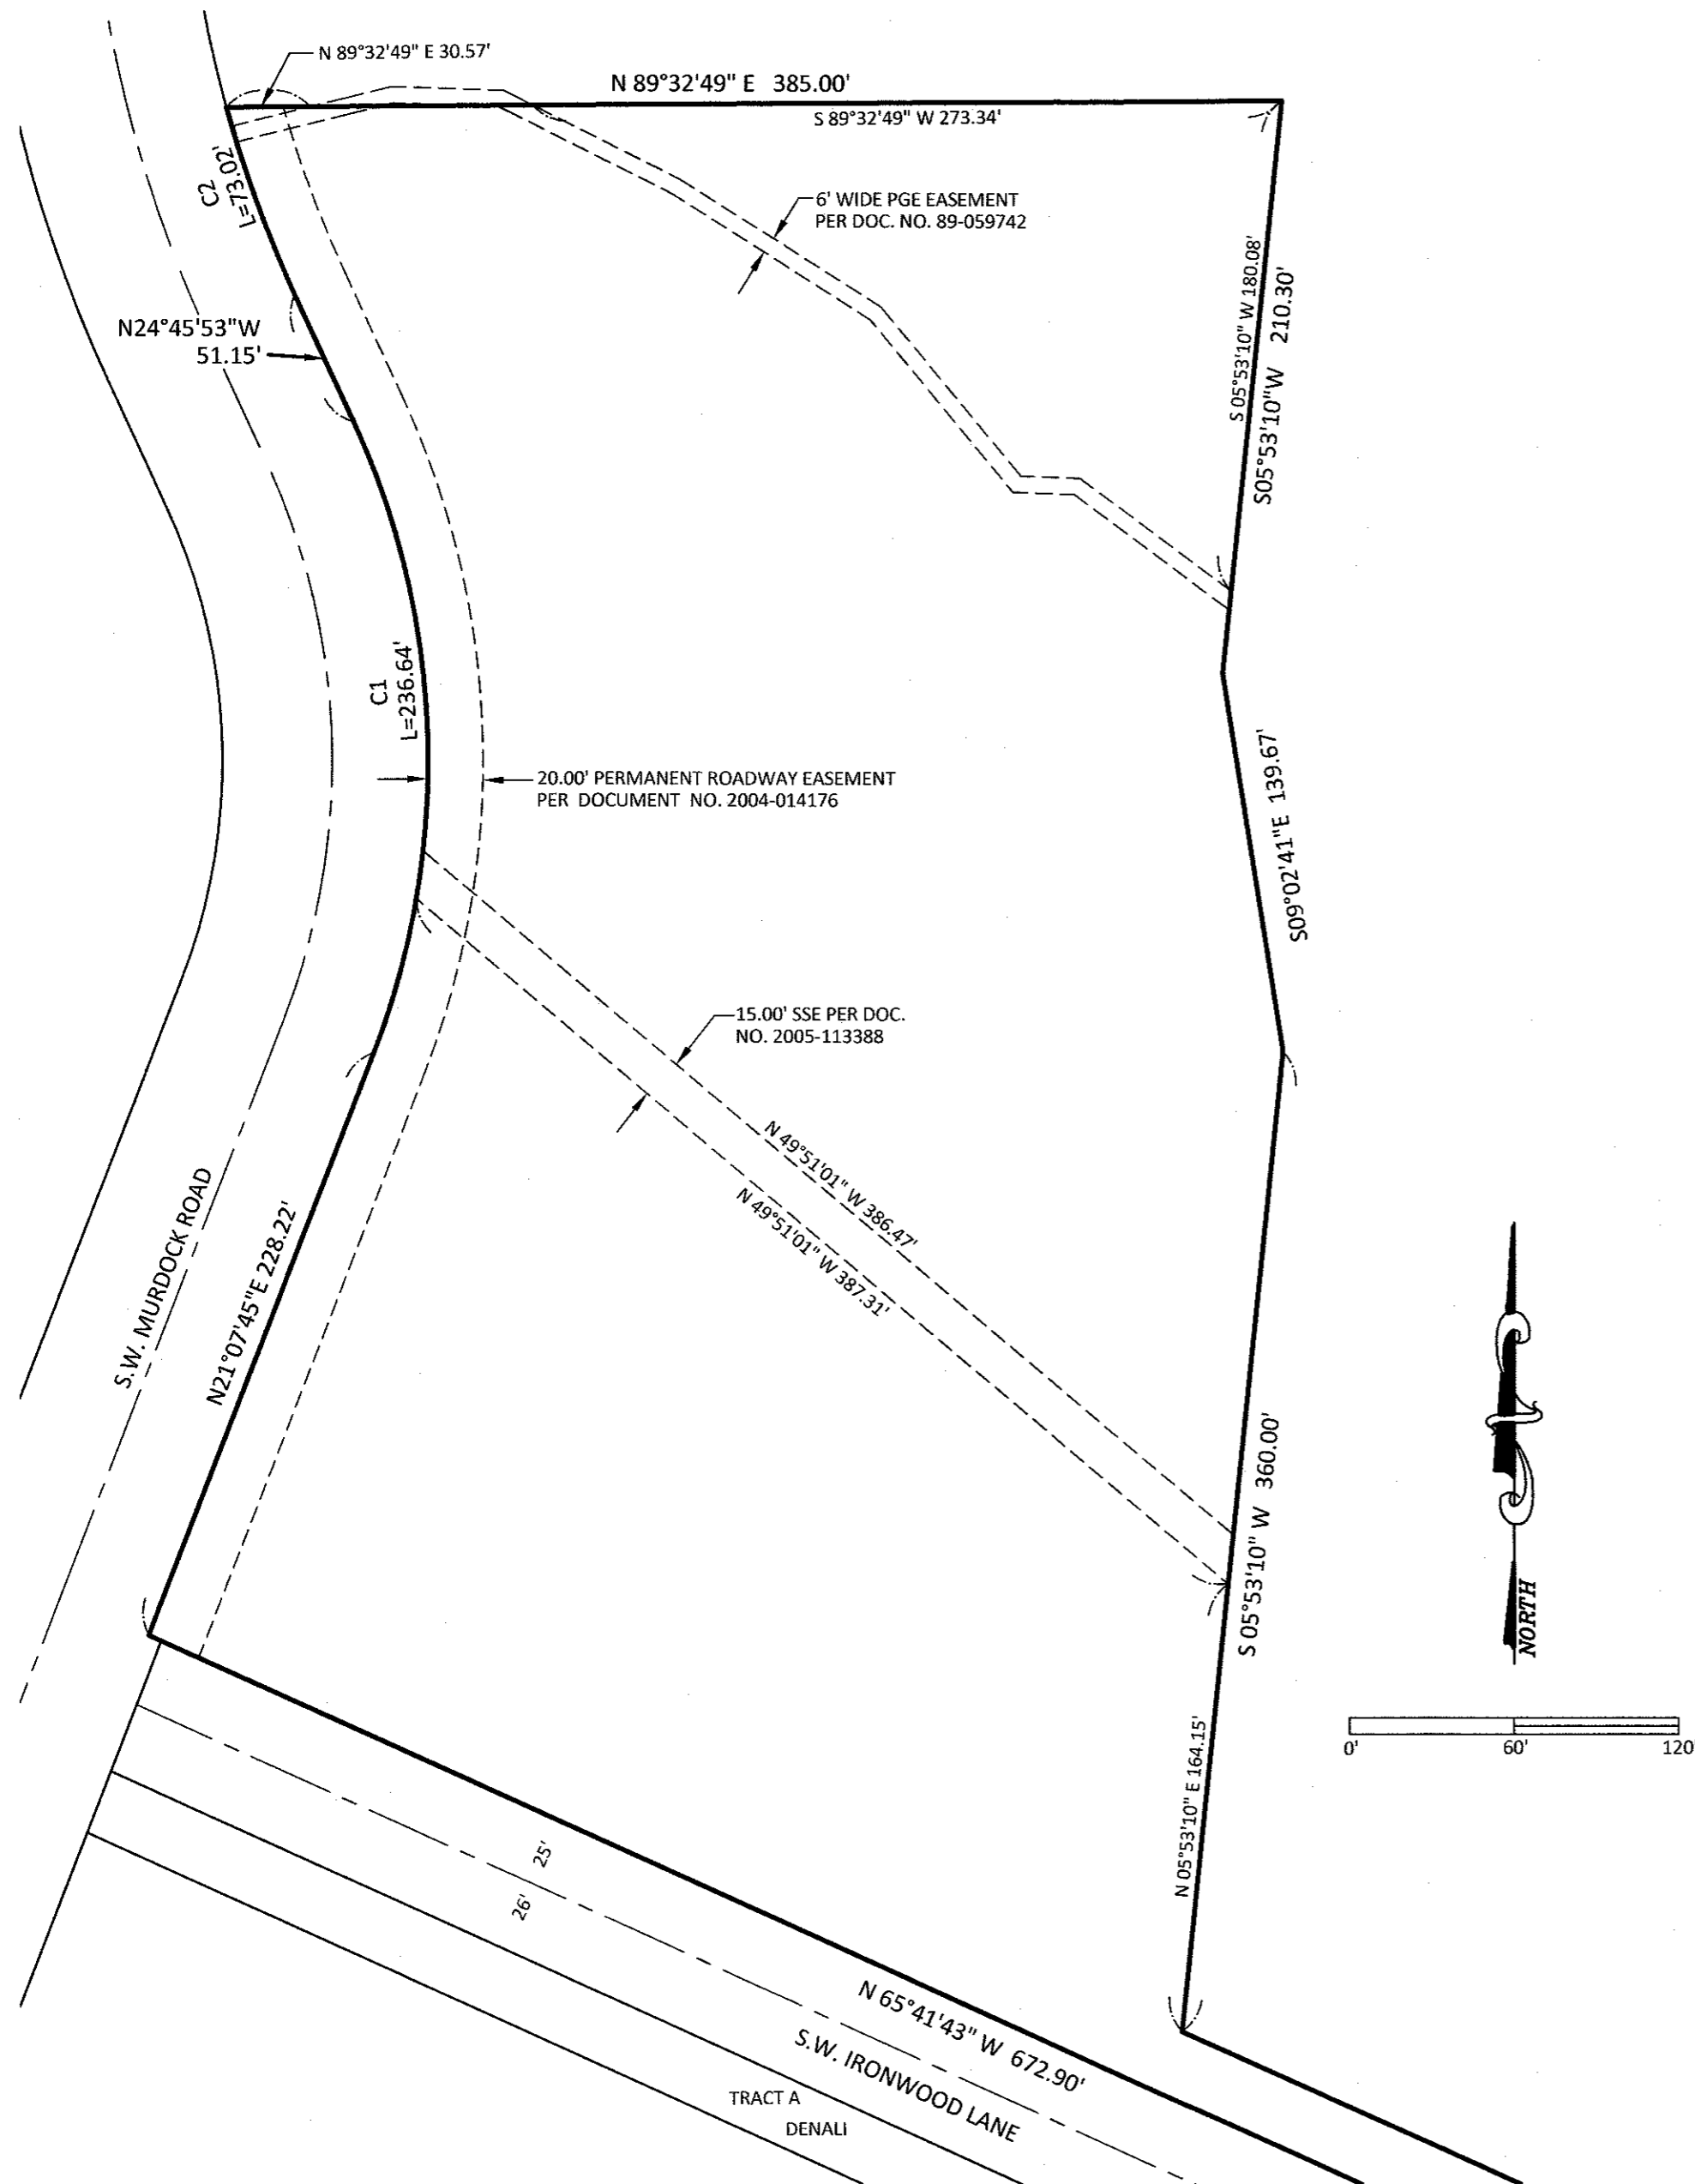 N 89°32'49" E 30.57'
N 89°32'49" E 385.00'
S 89°32'49" W 273.34'
C2
L=73.02'
6' WIDE PGE EASEMENT
PER DOC. NO. 89-059742
S 05°53'10" W 180.08'
S05°53'10"W 210.30'
N24°45'53"W
51.15'
C1
L=236.64'
20.00' PERMANENT ROADWAY EASEMENT
PER DOCUMENT NO. 2004-014176
S09°02'41"E 139.67'
15.00' SSE PER DOC.
NO. 2005-113388
N 49°51'01" W 386.47'
N 49°51'01" W 387.31'
S.W. MURDOCK ROAD
N21°07'45"E 228.22'
S 05°53'10" W 360.00'
NORTH
N 05°53'10" E 164.15'
0'
60'
120
25'
26'
N 65°41'43" W 672.90'
S.W. IRONWOOD LANE
TRACT A
DENALI